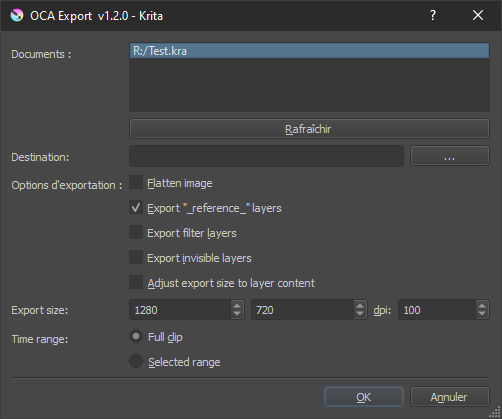 OCA Export v1.2.0 - Krita
Documents :
R:/Test.kra
Rafraîchir
Destination:
...
Options d'exportation :
Flatten image
Export "_reference_" layers
Export filter layers
Export invisible layers
Adjust export size to layer content
Export size: 1280 720 dpi: 100
Time range:
Full clip
Selected range
OK Annuler